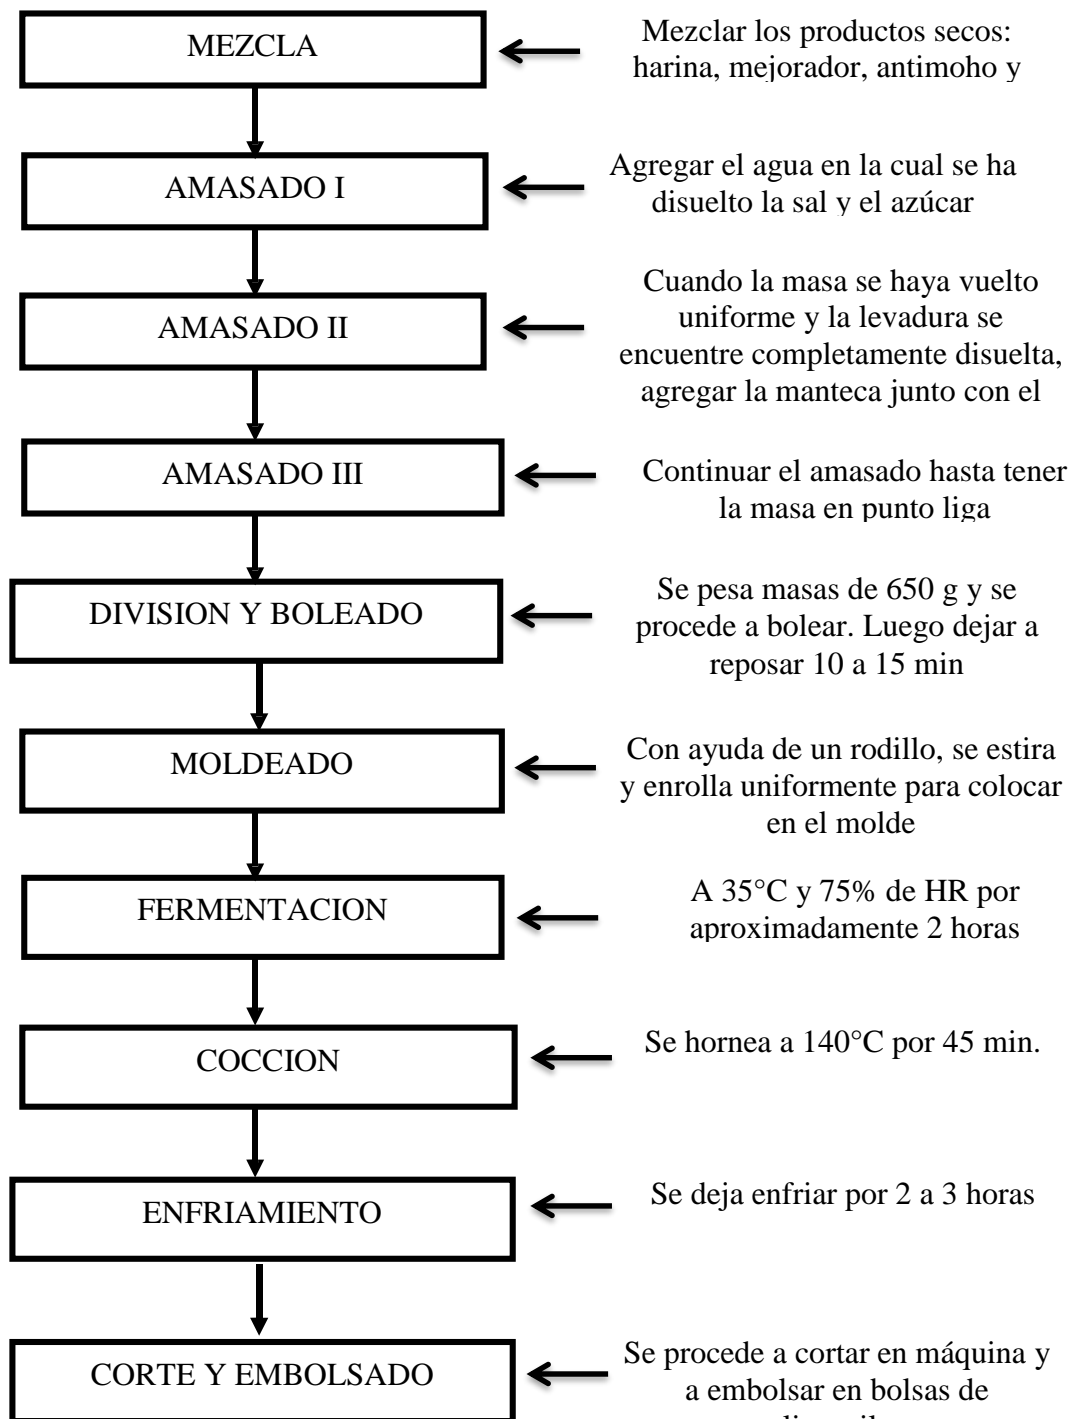 MEZCLA
Mezclar los productos secos:
harina, mejorador, antimoho y
AMASADO I
Agregar el agua en la cual se ha
disuelto la sal y el azúcar
AMASADO II
Cuando la masa se haya vuelto
uniforme y la levadura se
encuentre completamente disuelta,
agregar la manteca junto con el
AMASADO III
Continuar el amasado hasta tener
la masa en punto liga
DIVISION Y BOLEADO
Se pesa masas de 650 g y se
procede a bolear. Luego dejar a
reposar 10 a 15 min
MOLDEADO
Con ayuda de un rodillo, se estira
y enrolla uniformente para colocar
en el molde
FERMENTACION
A 35°C y 75% de HR por
aproximadamente 2 horas
COCCION
Se hornea a 140°C por 45 min.
ENFRIAMIENTO
Se deja enfriar por 2 a 3 horas
CORTE Y EMBOLSADO
Se procede a cortar en máquina y
a embolsar en bolsas de